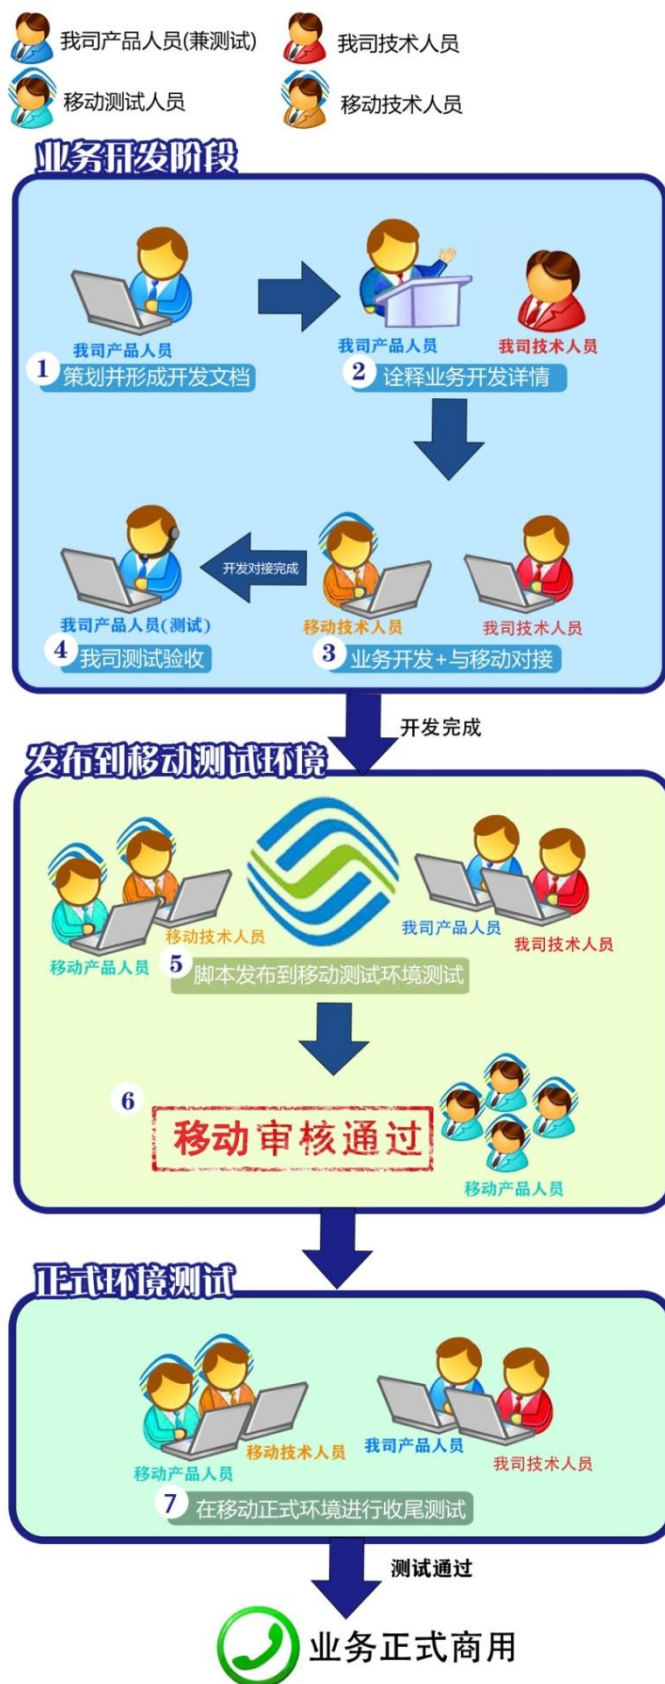 我司产品人员(兼测试)
我司技术人员
移动测试人员
移动技术人员
业务开发阶段
我司产品人员
1 策划并形成开发文档
我司产品人员
我司技术人员
2 诠释业务开发详情
开发对接完成
我司产品人员(测试)
4 我司测试验收
移动技术人员
我司技术人员
3 业务开发+与移动对接
开发完成
发布到移动测试环境
移动产品人员
移动技术人员
我司产品人员
我司技术人员
5 脚本发布到移动测试环境测试
6
移动审核通过
移动产品人员
正式环境测试
移动产品人员
移动技术人员
我司产品人员
我司技术人员
7 在移动正式环境进行收尾测试
测试通过
业务正式商用